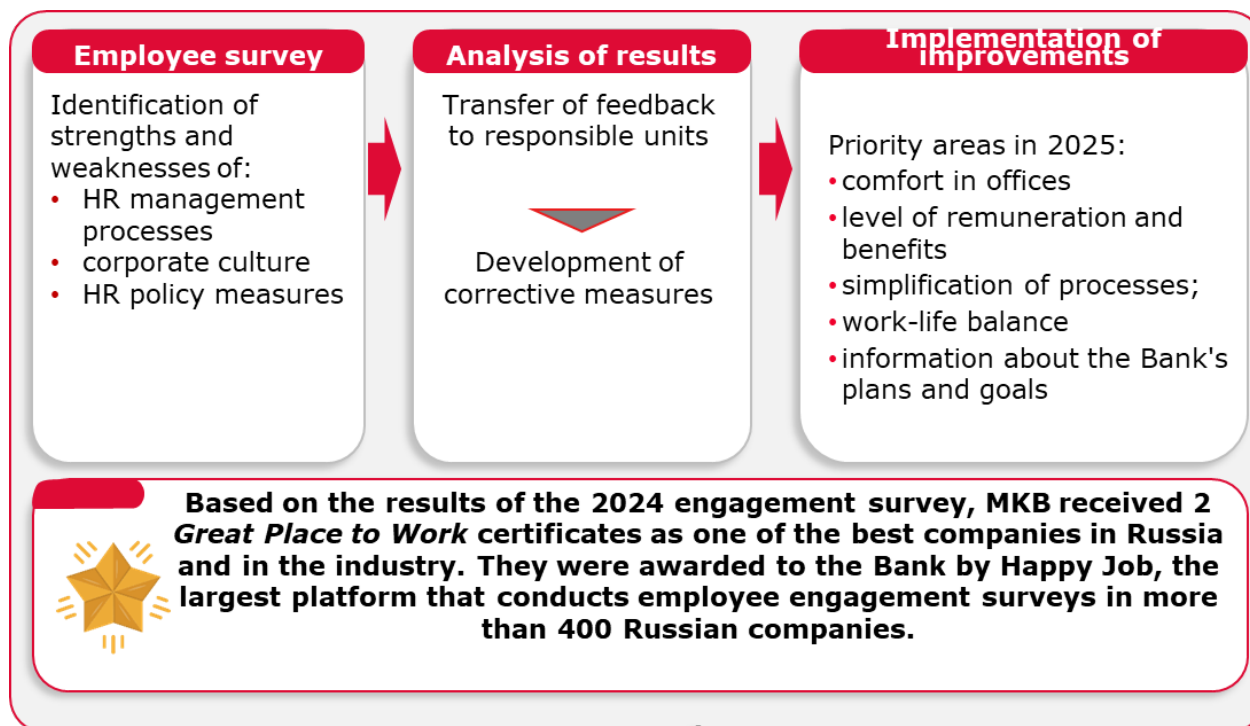 Employee survey
Identification of
strengths and
weaknesses of:
• HR management
processes
• corporate culture
• HR policy measures
Analysis of results
Transfer of feedback
to responsible units
Development of
corrective measures
Implementation of
improvements
Priority areas in 2025:
• comfort in offices
• level of remuneration and
benefits
• simplification of processes;
• work-life balance
• information about the Bank's
plans and goals
Based on the results of the 2024 engagement survey, MKB received 2
Great Place to Work certificates as one of the best companies in Russia
and in the industry. They were awarded to the Bank by Happy Job, the
largest platform that conducts employee engagement surveys in more
than 400 Russian companies.